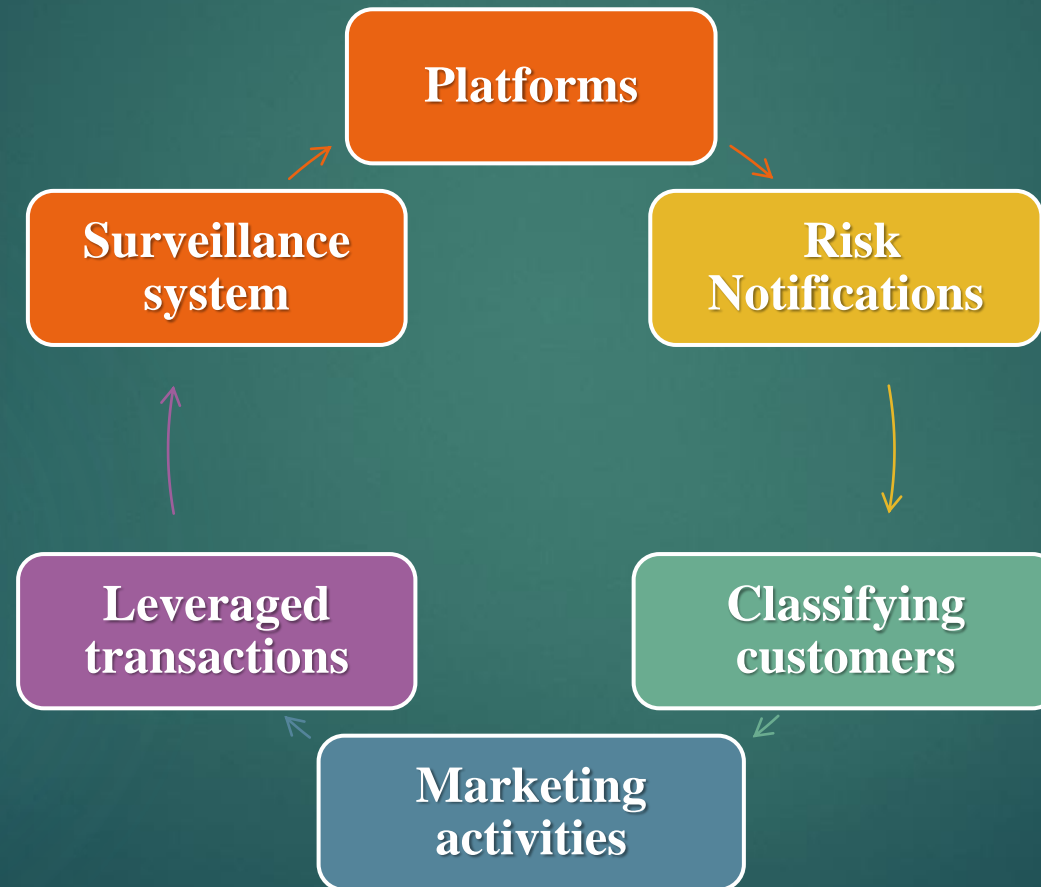 Platforms
Surveillance
system
Risk
Notifications
Leveraged
transactions
Classifying
customers
Marketing
activities